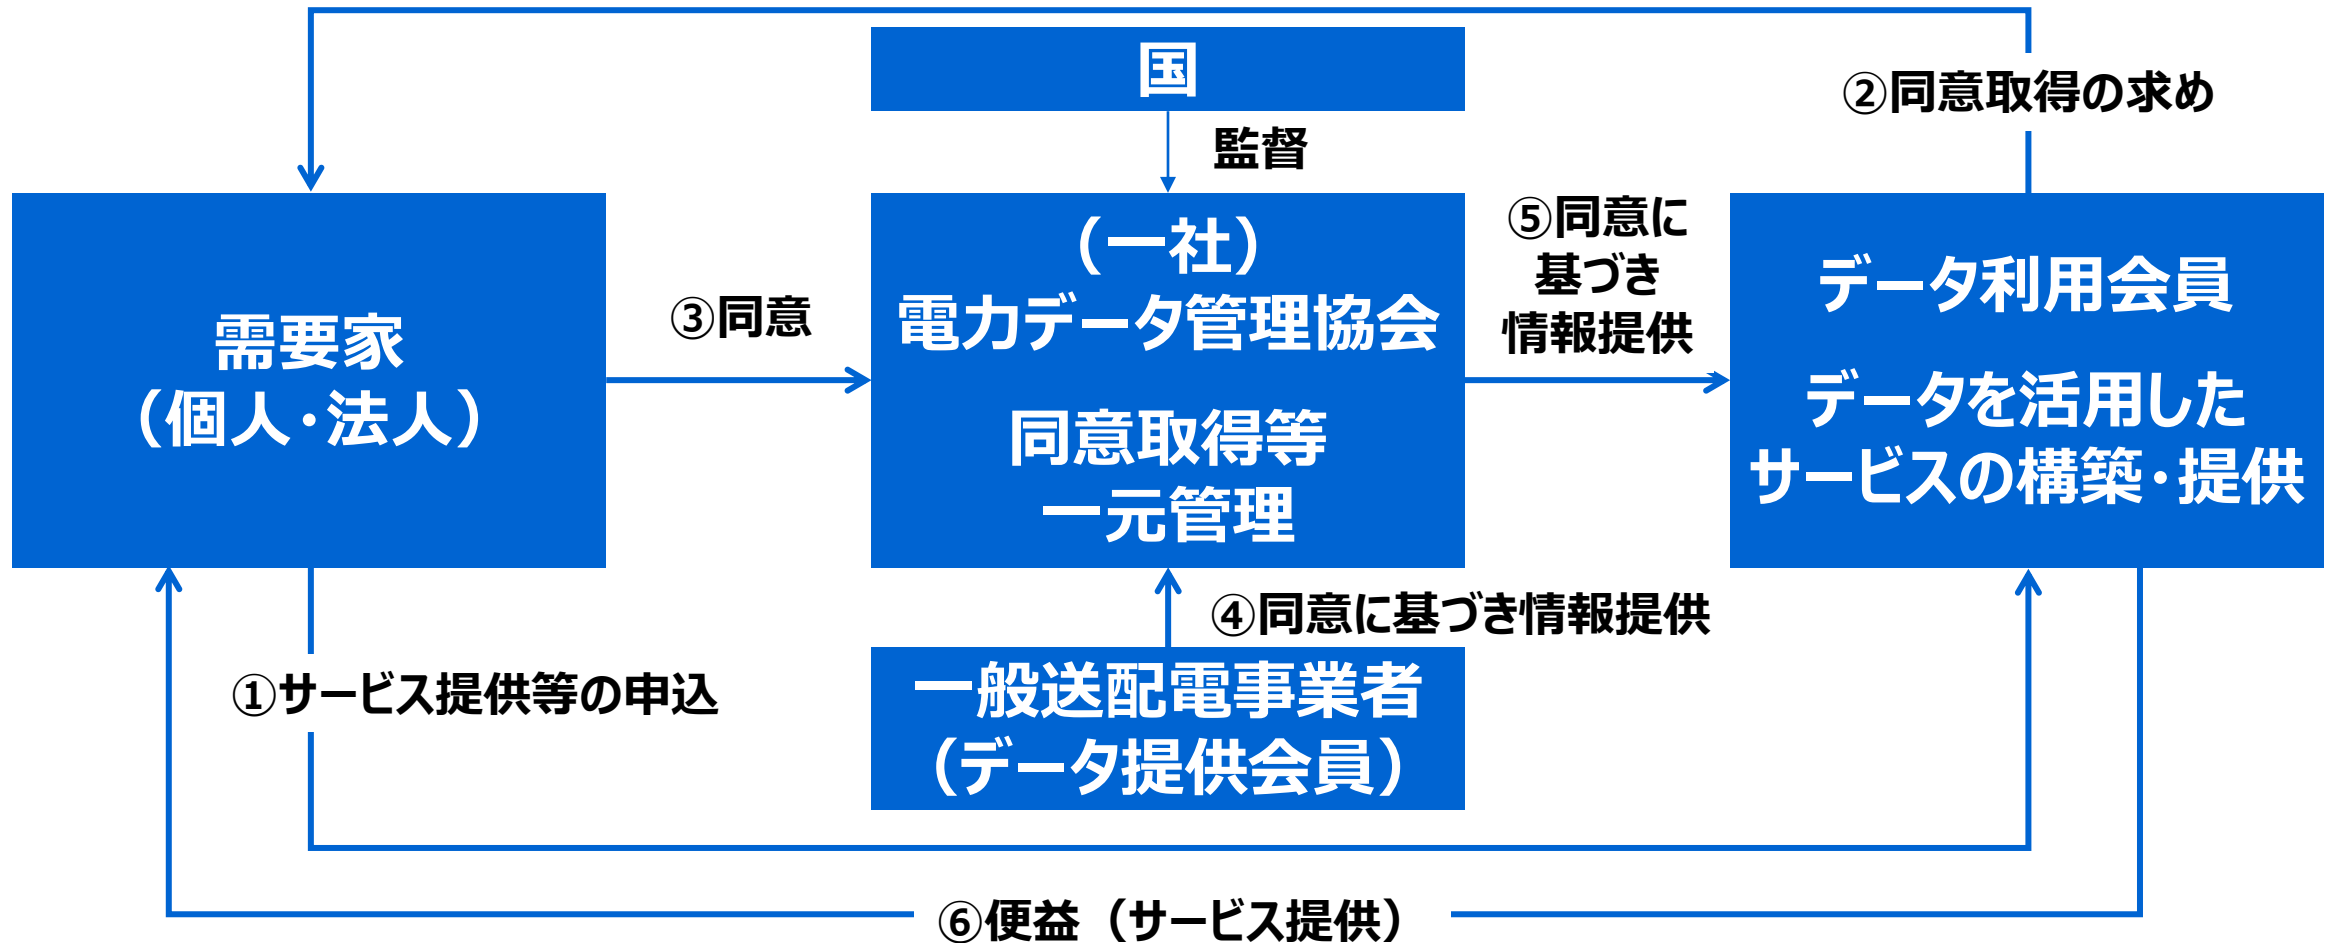 国
②同意取得の求め
監督
需要家
（個人・法人）
③同意
（一社）
電力データ管理協会
同意取得等
一元管理
⑤同意に
基づき
情報提供
データ利用会員
データを活用した
サービスの構築・提供
④同意に基づき情報提供
一般送配電事業者
（データ提供会員）
①サービス提供等の申込
⑥便益（サービス提供）